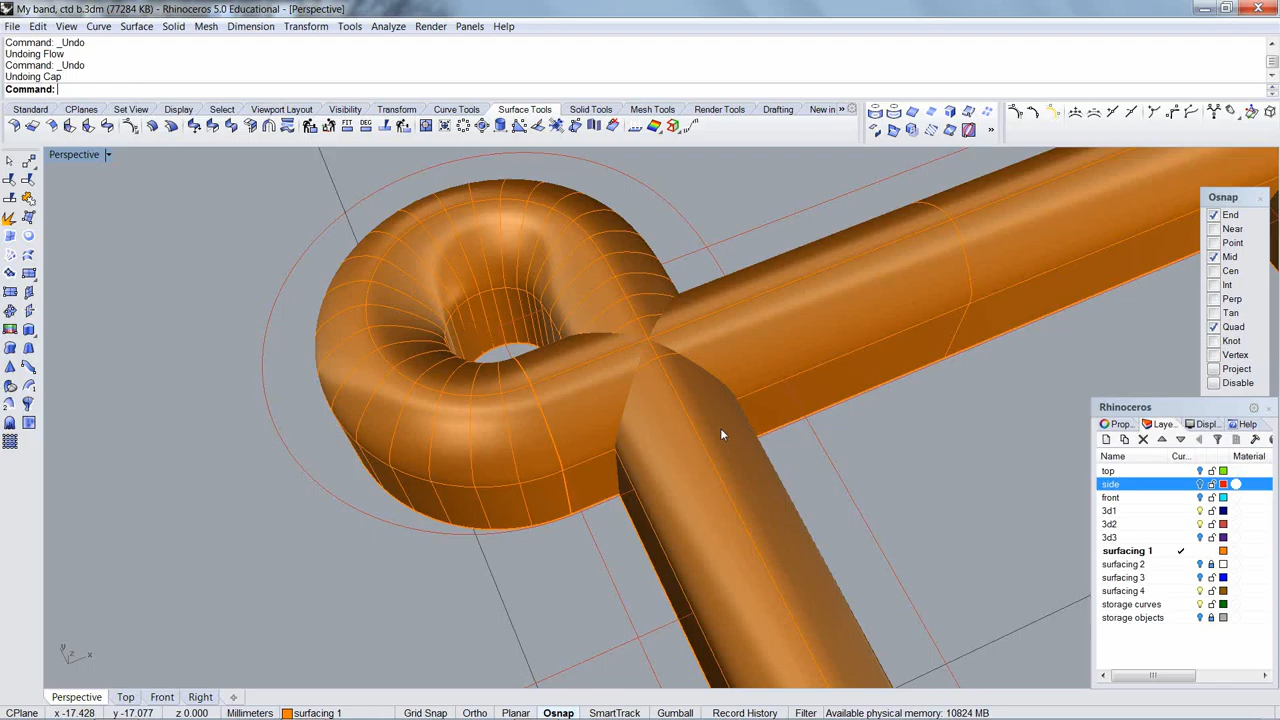 My band, ctd b.3dm (77284 KB) - Rhinoceros 5.0 Educational - [Perspective]
File Edit View Curve Surface Solid Mesh Dimension Transform Tools Analyze Render Panels Help
Command: _Undo
Undoing Flow
Command: _Undo
Undoing Cap
Command:
Standard CPlanes Set View Display Select Viewport Layout Visibility Transform Curve Tools Surface Tools Solid Tools Mesh Tools Render Tools Drafting New in »
FIT DEG
Perspective
Osnap
End
Near
Point
Mid
Cen
Int
Perp
Tan
Quad
Knot
Vertex
Project
Disable
Rhinoceros
Prop... Laye... Displ... Help
Name Cur... Material
top
side
front
3d1
3d2
3d3
surfacing 1
surfacing 2
surfacing 3
surfacing 4
storage curves
storage objects
y
z x
Perspective Top Front Right
CPlane x -17.428 y -17.077 z 0.000 Millimeters surfacing 1 Grid Snap Ortho Planar Osnap SmartTrack Gumball Record History Filter Available physical memory: 10824 MB